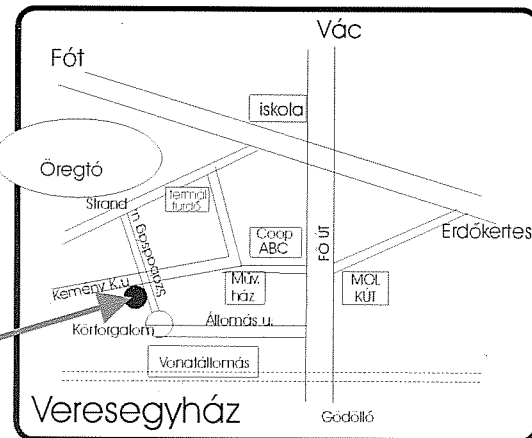 Vác
Fót
iskola
Öregtó
Strand
termál
fürdő
Szabadság u.
Coop
ABC
FŐ ÚT
Erdőkertes
Kemény K.u
Műv.
ház
MOL
KÚT
Körforgalom
Állomás u.
Vonatállomás
Veresegyház
Gödöllő